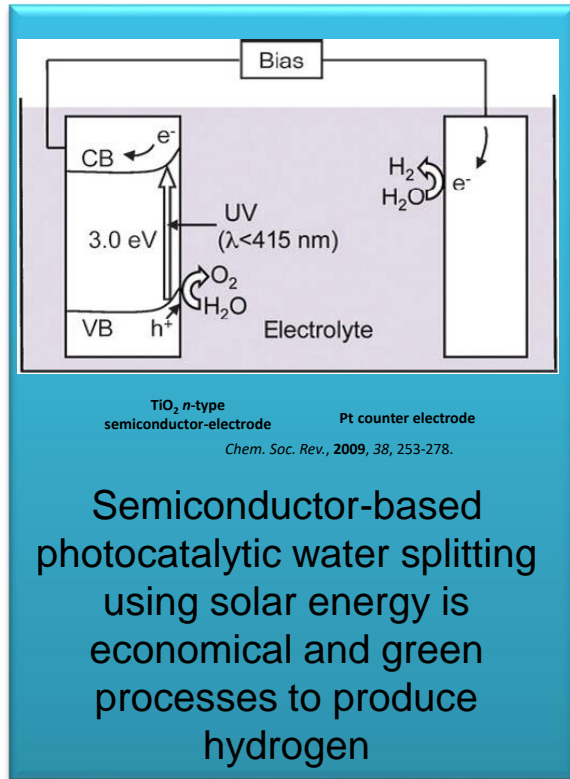 Bias
CB
e-
3.0 eV
UV
(λ<415 nm)
O2
H2O
VB
h+
Electrolyte
H2
H2O
e-
TiO2 n-type
semiconductor-electrode
Pt counter electrode
Chem. Soc. Rev., 2009, 38, 253-278.
Semiconductor-based
photocatalytic water splitting
using solar energy is
economical and green
processes to produce
hydrogen